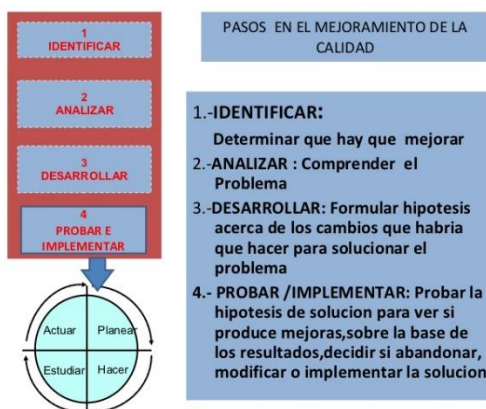 1
IDENTIFICAR
2
ANALIZAR
3
DESARROLLAR
4
PROBAR E
IMPLEMENTAR
Actuar
Planear
Estudiar
Hacer
PASOS EN EL MEJORAMIENTO DE LA
CALIDAD
1.-IDENTIFICAR:
Determinar que hay que mejorar
2.-ANALIZAR : Comprender el
Problema
3.-DESARROLLAR: Formular hipotesis
acerca de los cambios que habria
que hacer para solucionar el
problema
4.- PROBAR /IMPLEMENTAR: Probar la
hipotesis de solucion para ver si
produce mejoras,sobre la base de
los resultados,decidir si abandonar,
modificar o implementar la solucion